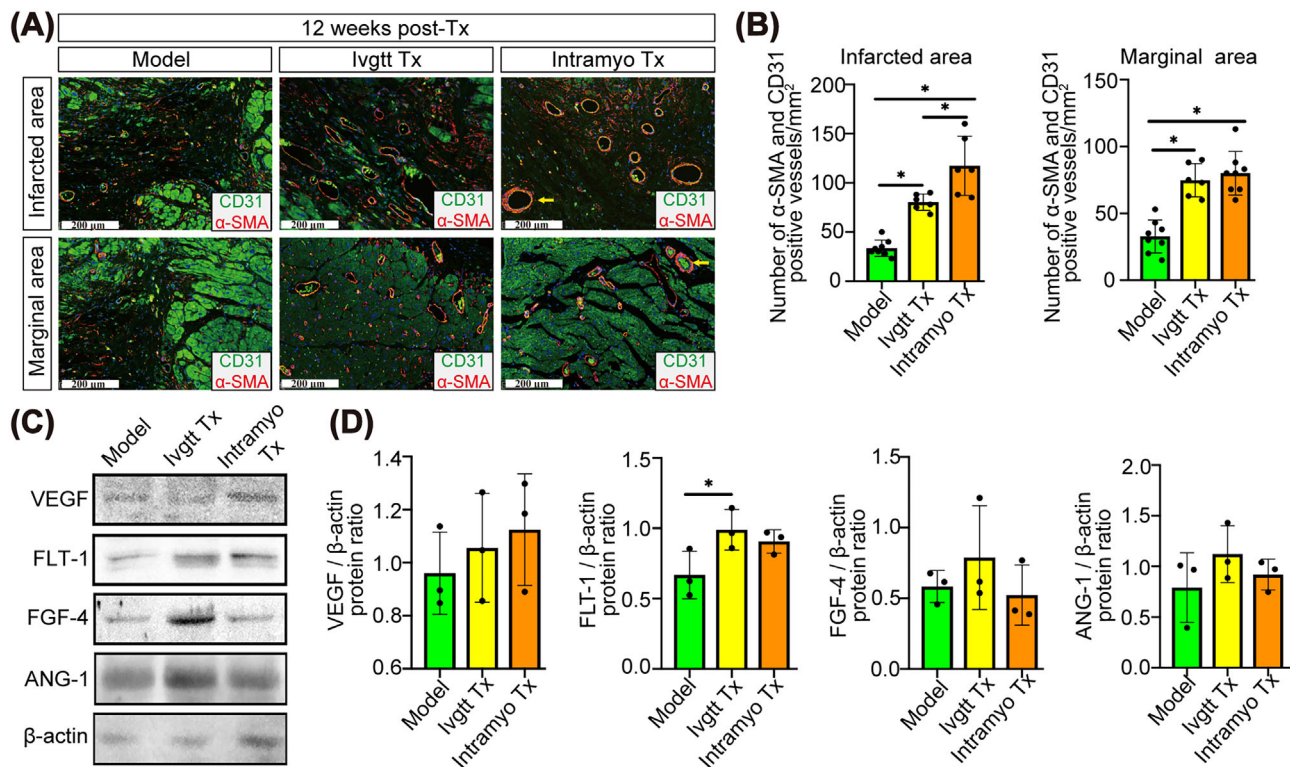 (A)
12 weeks post-Tx
Model
Ivgtt Tx
Intramyo Tx
Infarcted area
CD31
α-SMA
200 μm
CD31
α-SMA
200 μm
CD31
α-SMA
200 μm
Marginal area
CD31
α-SMA
200 μm
CD31
α-SMA
200 μm
CD31
α-SMA
200 μm
(B)
Infarcted area
Number of α-SMA and CD31
positive vessels/mm²
200
150
100
50
0
*
*
*
Model
Ivgtt Tx
Intramyo Tx
Marginal area
Number of α-SMA and CD31
positive vessels/mm²
150
100
50
0
*
*
Model
Ivgtt Tx
Intramyo Tx
(C)
Model
Ivgtt Tx
Intramyo
Tx
VEGF
FLT-1
FGF-4
ANG-1
β-actin
(D)
VEGF / β-actin
protein ratio
1.4
1.2
1.0
0.8
0.6
Model
Ivgtt Tx
Intramyo Tx
FLT-1 / β-actin
protein ratio
1.5
1.0
0.5
0.0
*
Model
Ivgtt Tx
Intramyo Tx
FGF-4 / β-actin
protein ratio
1.5
1.0
0.5
0.0
Model
Ivgtt Tx
Intramyo Tx
ANG-1 / β-actin
protein ratio
2.0
1.5
1.0
0.5
0.0
Model
Ivgtt Tx
Intramyo Tx